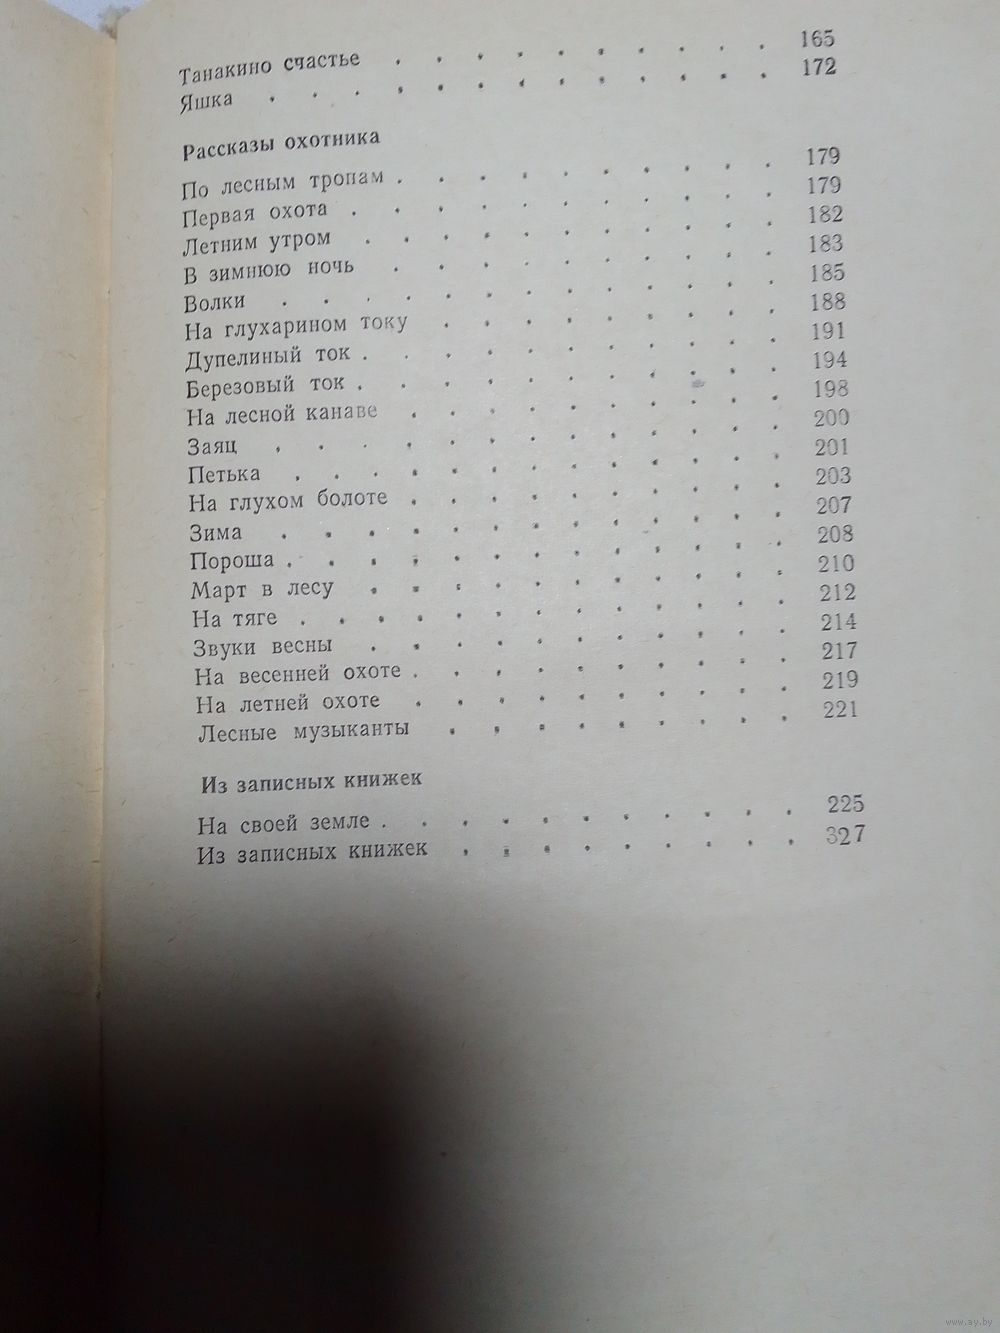 Танакино счастье . . . . . . . . . . 165
Яшка . . . . . . . . . . . . . 172
Рассказы охотника
По лесным тропам . . . . . . . . . . 179
Первая охота . . . . . . . . . . . 179
Летним утром . . . . . . . . . . . 182
В зимнюю ночь . . . . . . . . . . 183
Волки . . . . . . . . . . . . . 185
На глухарином току . . . . . . . . . 188
Дупелиный ток . . . . . . . . . . . 191
Березовый ток . . . . . . . . . . . 194
На лесной канаве . . . . . . . . . . 198
Заяц . . . . . . . . . . . . . 200
Петька . . . . . . . . . . . . . 201
На глухом болоте . . . . . . . . . . 203
Зима . . . . . . . . . . . . . 207
Пороша . . . . . . . . . . . . . 208
Март в лесу . . . . . . . . . . . 210
На тяге . . . . . . . . . . . . . 212
Звуки весны . . . . . . . . . . . 214
На весенней охоте . . . . . . . . . . 217
На летней охоте . . . . . . . . . . 219
Лесные музыканты . . . . . . . . . 221
Из записных книжек
На своей земле . . . . . . . . . . . 225
Из записных книжек . . . . . . . . . 327
www.ay.by